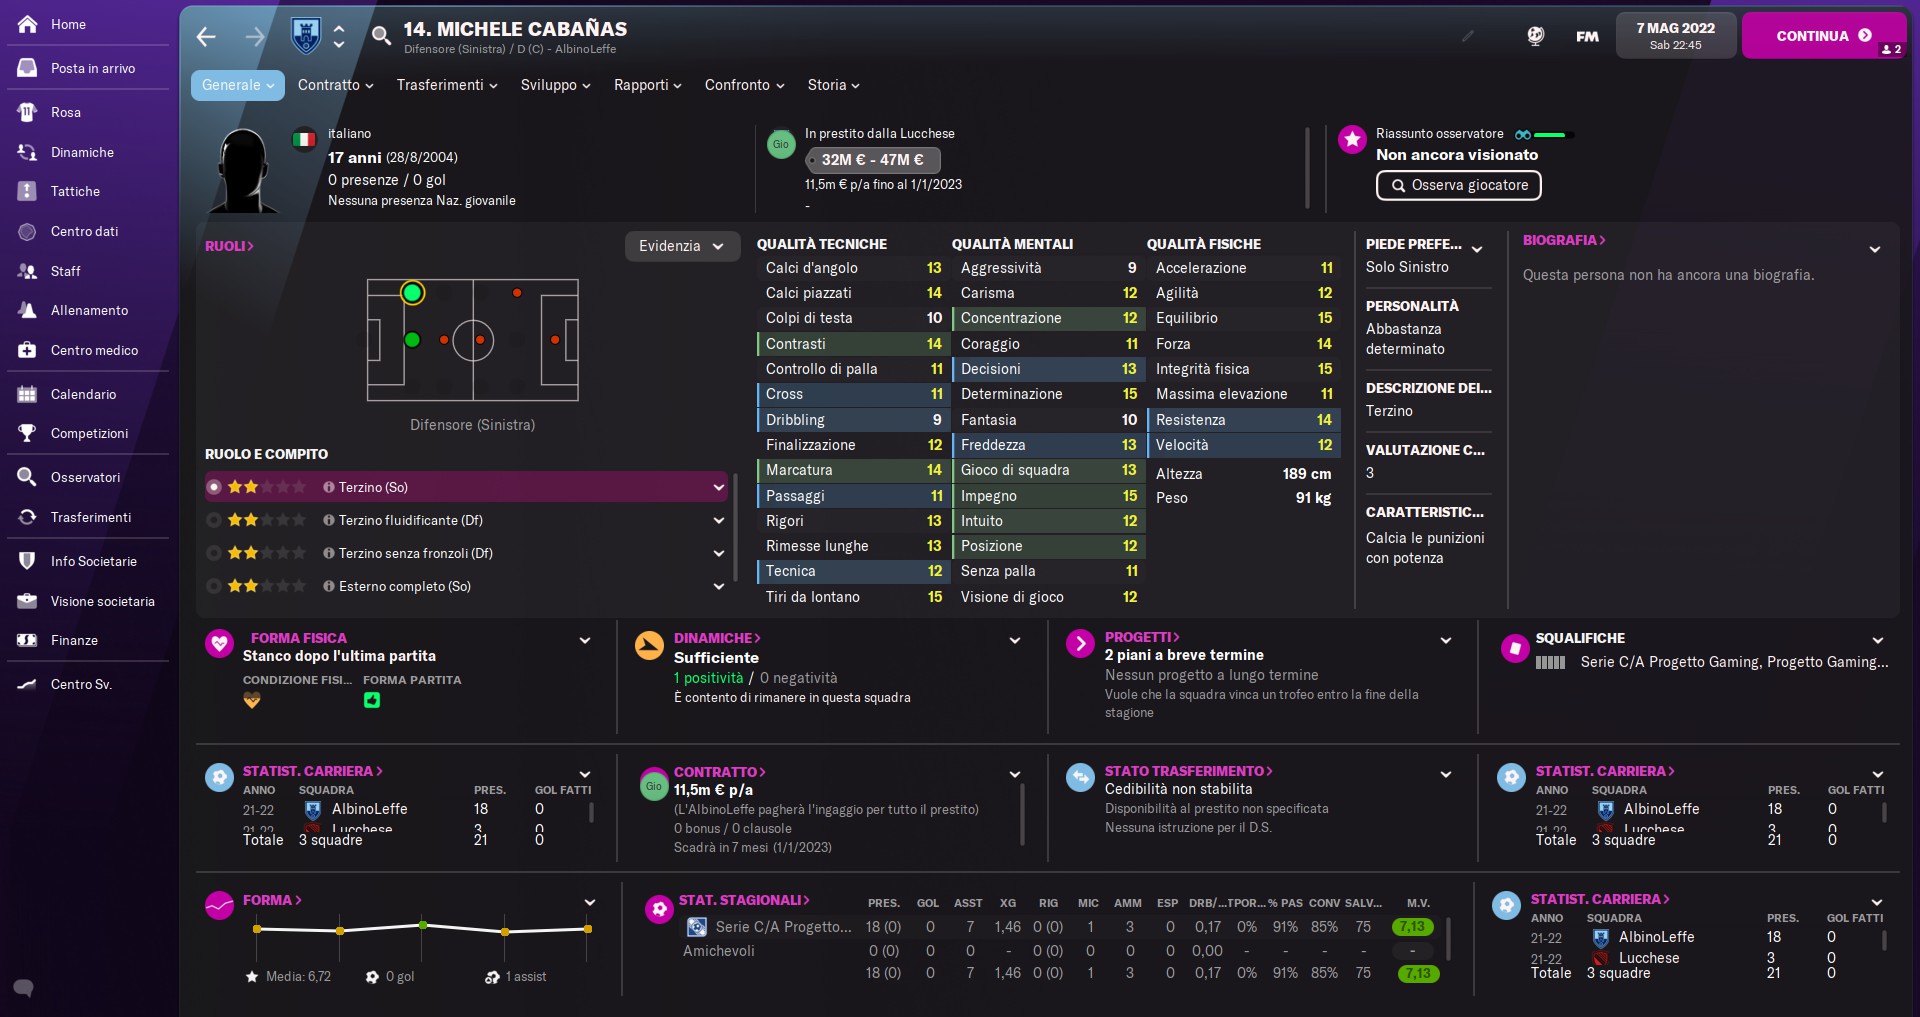 Home
Posta in arrivo
Rosa
Dinamiche
Tattiche
Centro dati
Staff
Allenamento
Centro medico
Calendario
Competizioni
Osservatori
Trasferimenti
Info Societarie
Visione societaria
Finanze
Centro Sv.
14. MICHELE CABAÑAS
Difensore (Sinistra) / D (C) - AlbinoLeffe
FM
7 MAG 2022
Sab 22:45
CONTINUA
2
Generale Contratto Trasferimenti Sviluppo Rapporti Confronto Storia
italiano
17 anni (28/8/2004)
0 presenze / 0 gol
Nessuna presenza Naz. giovanile
Gio
In prestito dalla Lucchese
32M € - 47M €
11,5m € p/a fino al 1/1/2023
-
Riassunto osservatore
Non ancora visionato
Osserva giocatore
RUOLI
Evidenzia
Difensore (Sinistra)
RUOLO E COMPITO
Terzino (So)
Terzino fluidificante (Df)
Terzino senza fronzoli (Df)
Esterno completo (So)
QUALITÀ TECNICHE
Calci d'angolo 13
Calci piazzati 14
Colpi di testa 10
Contrasti 14
Controllo di palla 11
Cross 11
Dribbling 9
Finalizzazione 12
Marcatura 14
Passaggi 11
Rigori 13
Rimesse lunghe 13
Tecnica 12
Tiri da lontano 15
QUALITÀ MENTALI
Aggressività 9
Carisma 12
Concentrazione 12
Coraggio 11
Decisioni 13
Determinazione 15
Fantasia 10
Freddezza 13
Gioco di squadra 13
Impegno 15
Intuito 12
Posizione 12
Senza palla 11
Visione di gioco 12
QUALITÀ FISICHE
Accelerazione 11
Agilità 12
Equilibrio 15
Forza 14
Integrità fisica 15
Massima elevazione 11
Resistenza 14
Velocità 12
Altezza 189 cm
Peso 91 kg
PIEDE PREFE...
Solo Sinistro
PERSONALITÀ
Abbastanza
determinato
DESCRIZIONE DEI...
Terzino
VALUTAZIONE C...
3
CARATTERISTIC...
Calcia le punizioni
con potenza
BIOGRAFIA
Questa persona non ha ancora una biografia.
FORMA FISICA
Stanco dopo l'ultima partita
CONDIZIONE FISI... FORMA PARTITA
DINAMICHE
Sufficiente
1 positività / 0 negatività
È contento di rimanere in questa squadra
PROGETTI
2 piani a breve termine
Nessun progetto a lungo termine
Vuole che la squadra vinca un trofeo entro la fine della
stagione
SQUALIFICHE
Serie C/A Progetto Gaming, Progetto Gaming...
STATIST. CARRIERA
ANNO SQUADRA PRES. GOL FATTI
21-22 AlbinoLeffe 18 0
21-22 Lucchese 3 0
Totale 3 squadre 21 0
Gio
CONTRATTO
11,5m € p/a
(L'AlbinoLeffe pagherà l'ingaggio per tutto il prestito)
0 bonus / 0 clausole
Scadrà in 7 mesi (1/1/2023)
STATO TRASFERIMENTO
Cedibilità non stabilita
Disponibilità al prestito non specificata
Nessuna istruzione per il D.S.
STATIST. CARRIERA
ANNO SQUADRA PRES. GOL FATTI
21-22 AlbinoLeffe 18 0
21-22 Lucchese 3 0
Totale 3 squadre 21 0
FORMA
Media: 6,72 0 gol 1 assist
STAT. STAGIONALI PRES. GOL ASST XG RIG MIC AMM ESP DRB/... TPOR... % PAS CONV SALV... M.V.
Serie C/A Progetto... 18 (0) 0 7 1,46 0 (0) 1 3 0 0,17 0% 91% 85% 75 7,13
Amichevoli 0 (0) 0 0 - 0 (0) 0 0 0 0,00 - - - - -
18 (0) 0 7 1,46 0 (0) 1 3 0 0,17 0% 91% 85% 75 7,13
STATIST. CARRIERA
ANNO SQUADRA PRES. GOL FATTI
21-22 AlbinoLeffe 18 0
21-22 Lucchese 3 0
Totale 3 squadre 21 0